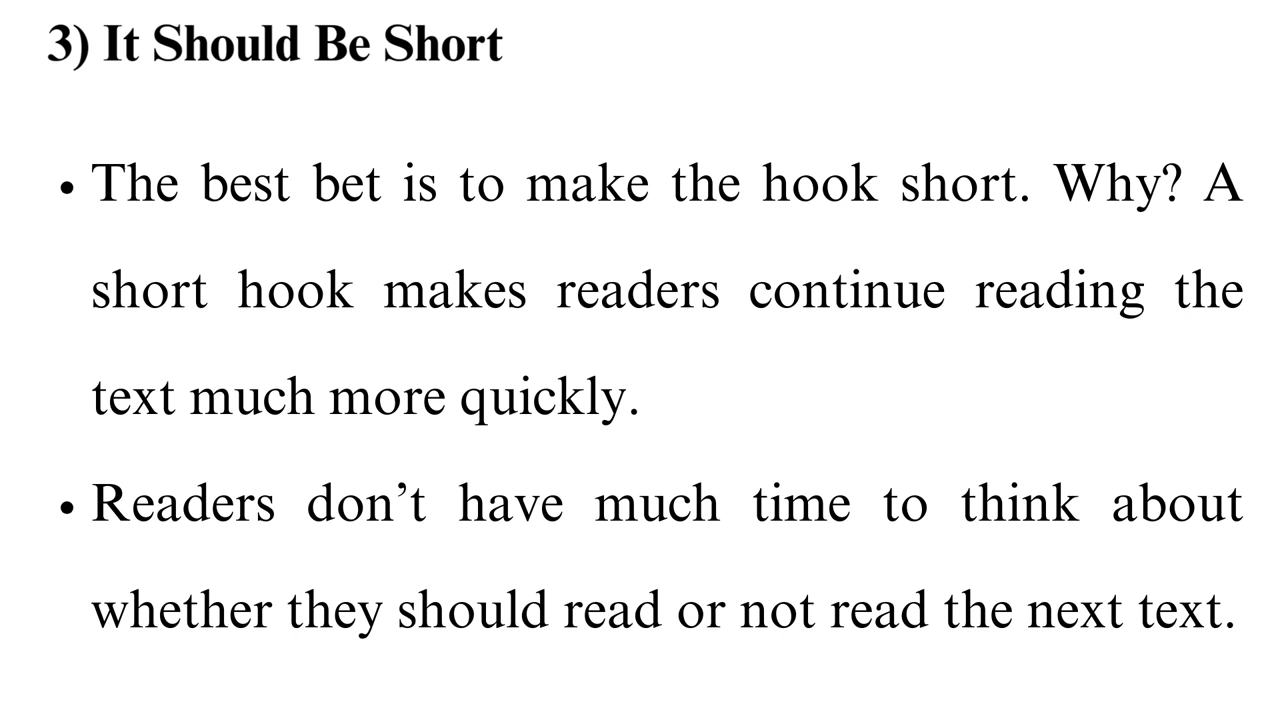 3) It Should Be Short
• The best bet is to make the hook short. Why? A
short hook makes readers continue reading the
text much more quickly.
• Readers don’t have much time to think about
whether they should read or not read the next text.